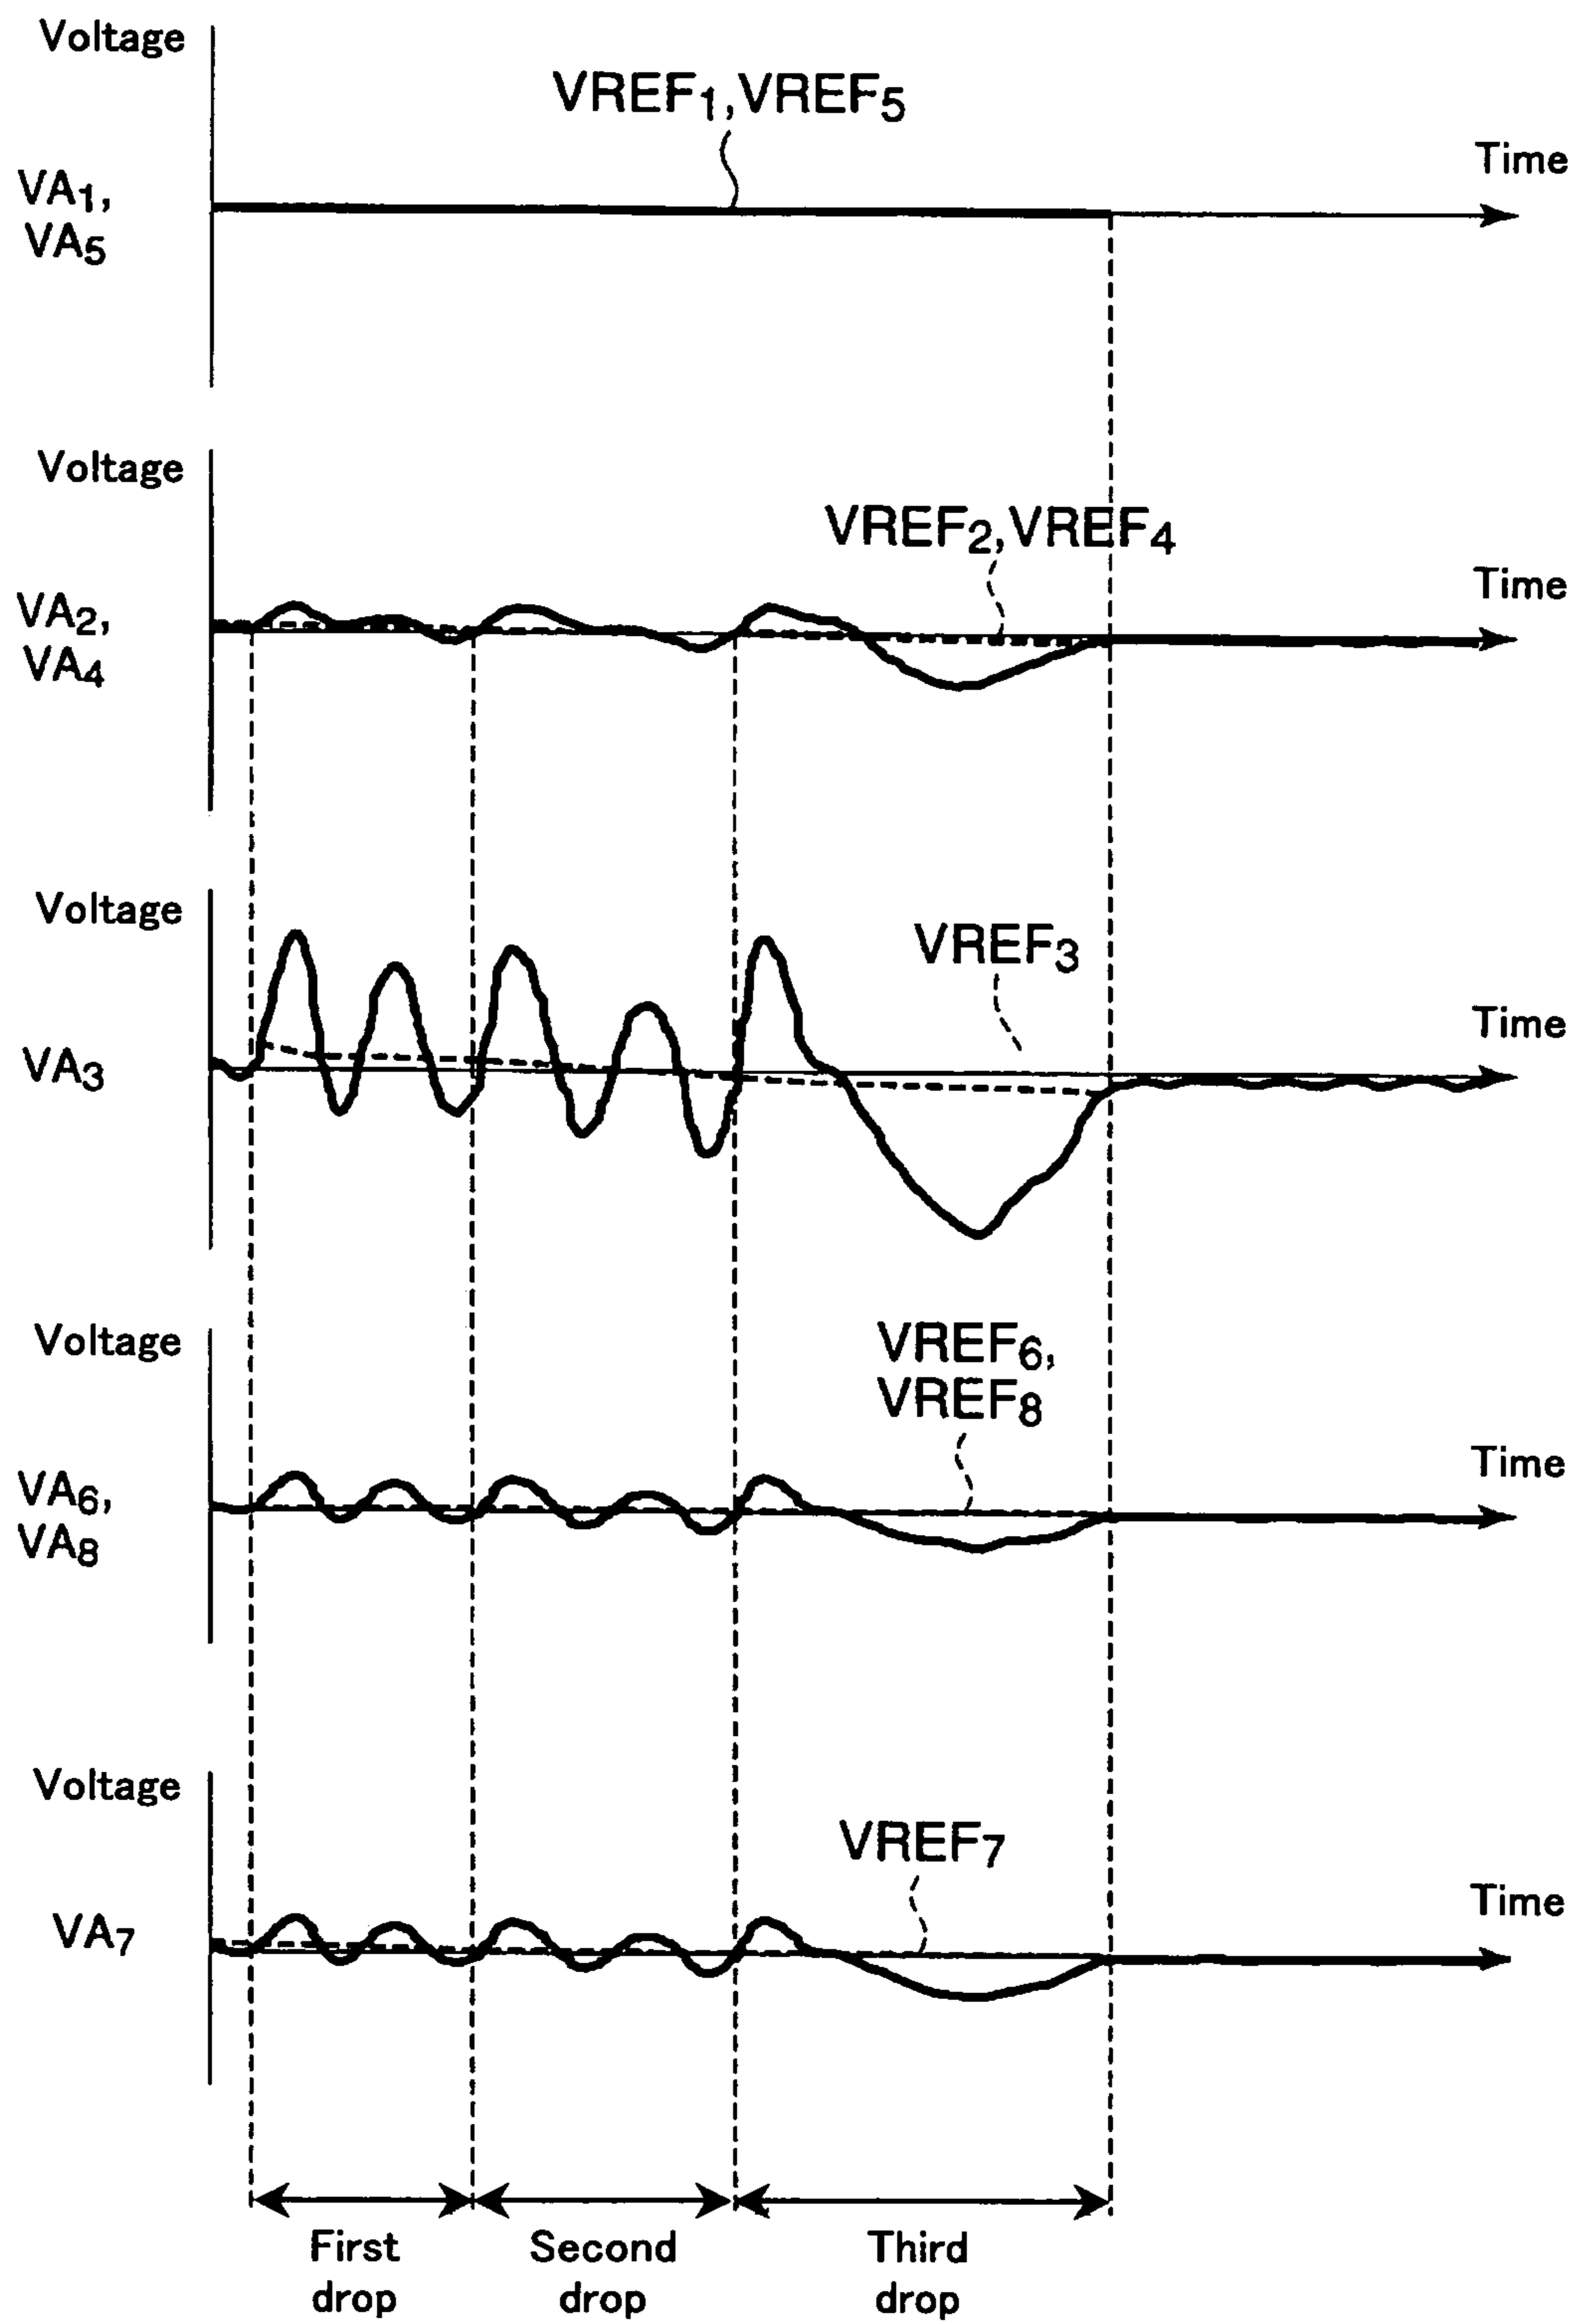 Voltage
VREF1,VREF5
Time
VA1,
VA5
Voltage
VREF2,VREF4
Time
VA2,
VA4
Voltage
VREF3
Time
VA3
Voltage
VREF6,
VREF8
Time
VA6,
VA8
Voltage
VREF7
Time
VA7
First
drop
Second
drop
Third
drop